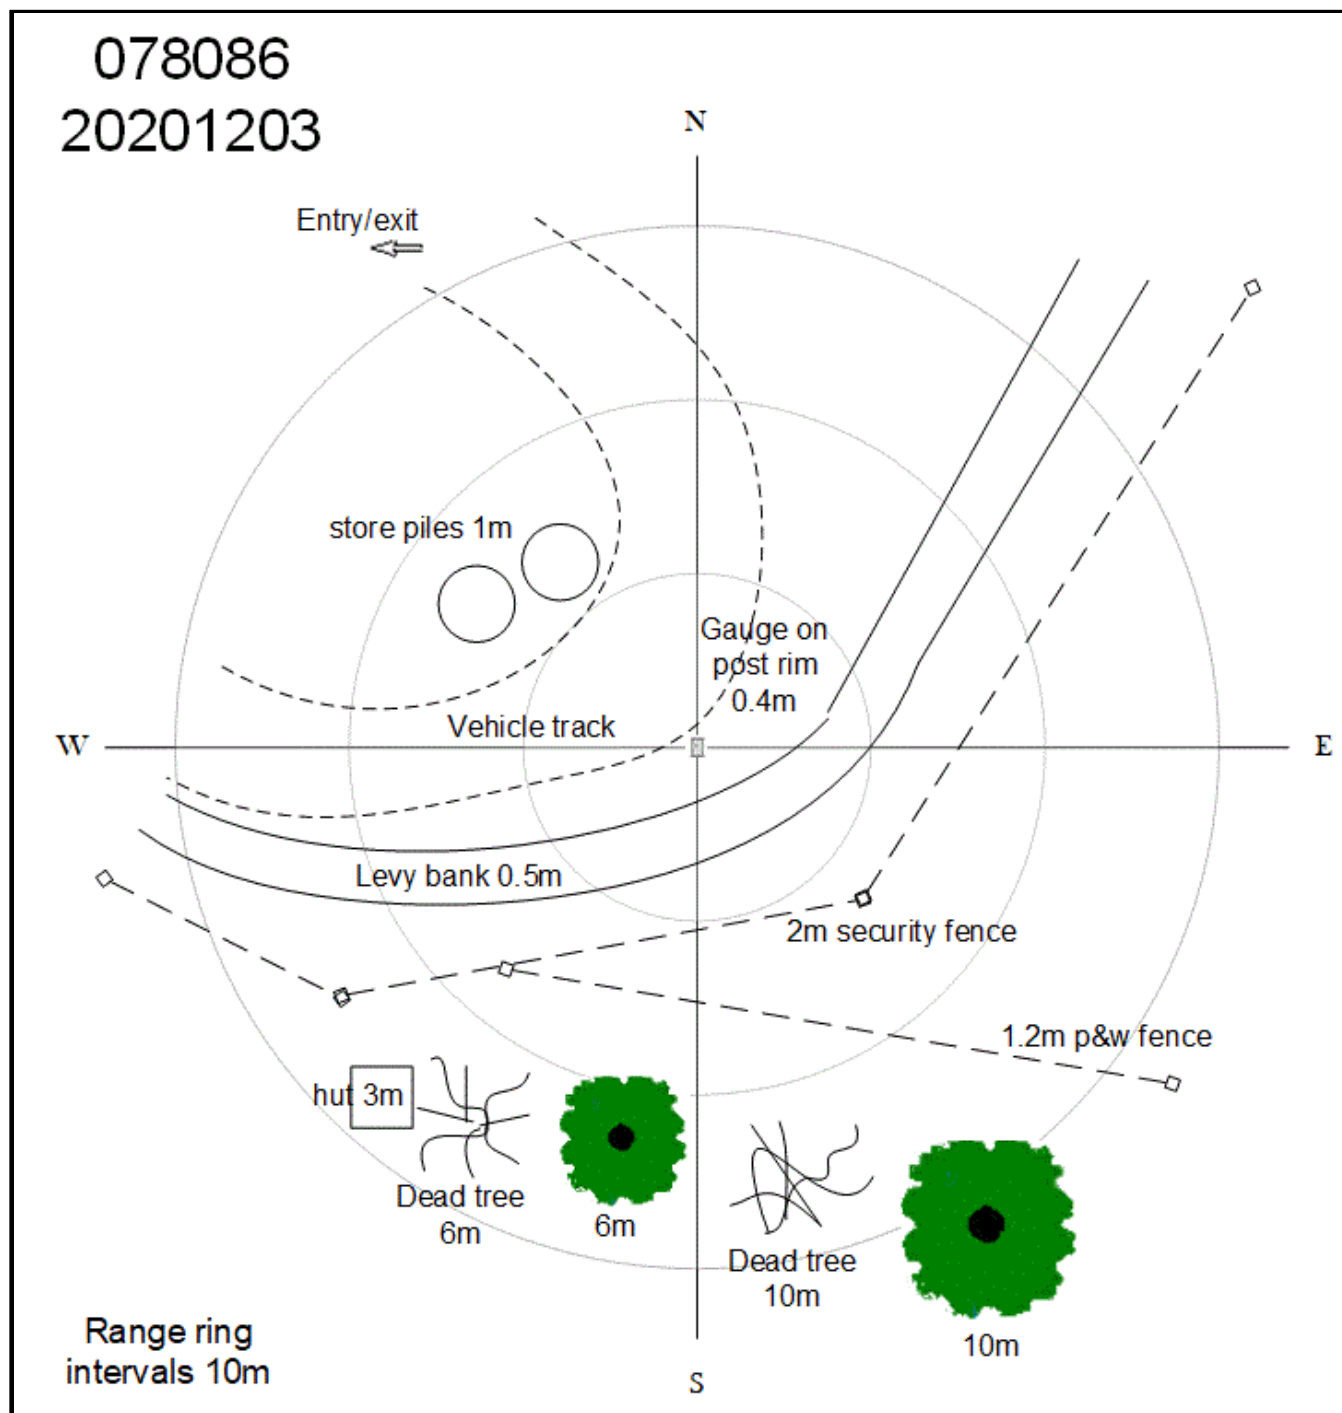 078086
20201203
N
Entry/exit
store piles 1m
Gauge on
post rim
0.4m
Vehicle track
W
E
Levy bank 0.5m
2m security fence
1.2m p&w fence
hut 3m
Dead tree
6m
6m
Dead tree
10m
10m
Range ring
intervals 10m
S